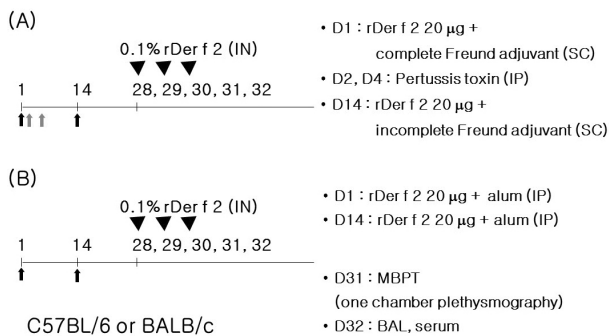 (A)
0.1% rDer f 2 (IN)
1 14 28, 29, 30, 31, 32
• D1 : rDer f 2 20 μg +
complete Freund adjuvant (SC)
• D2, D4 : Pertussis toxin (IP)
• D14 : rDer f 2 20 μg +
incomplete Freund adjuvant (SC)
(B)
0.1% rDer f 2 (IN)
1 14 28, 29, 30, 31, 32
• D1 : rDer f 2 20 μg + alum (IP)
• D14 : rDer f 2 20 μg + alum (IP)
• D31 : MBPT
(one chamber plethysmography)
• D32 : BAL, serum
C57BL/6 or BALB/c